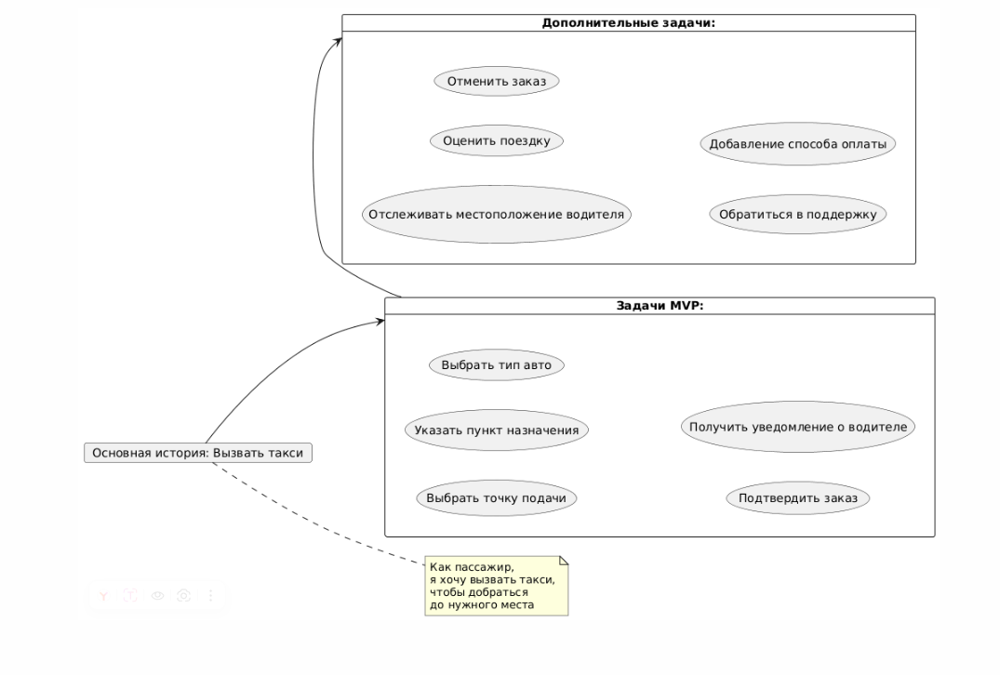 Дополнительные задачи:
Отменить заказ
Оценить поездку
Добавление способа оплаты
Отслеживать местоположение водителя
Обратиться в поддержку
Задачи MVP:
Выбрать тип авто
Указать пункт назначения
Получить уведомление о водителе
Основная история: Вызвать такси
Выбрать точку подачи
Подтвердить заказ
Как пассажир,
я хочу вызвать такси,
чтобы добраться
до нужного места